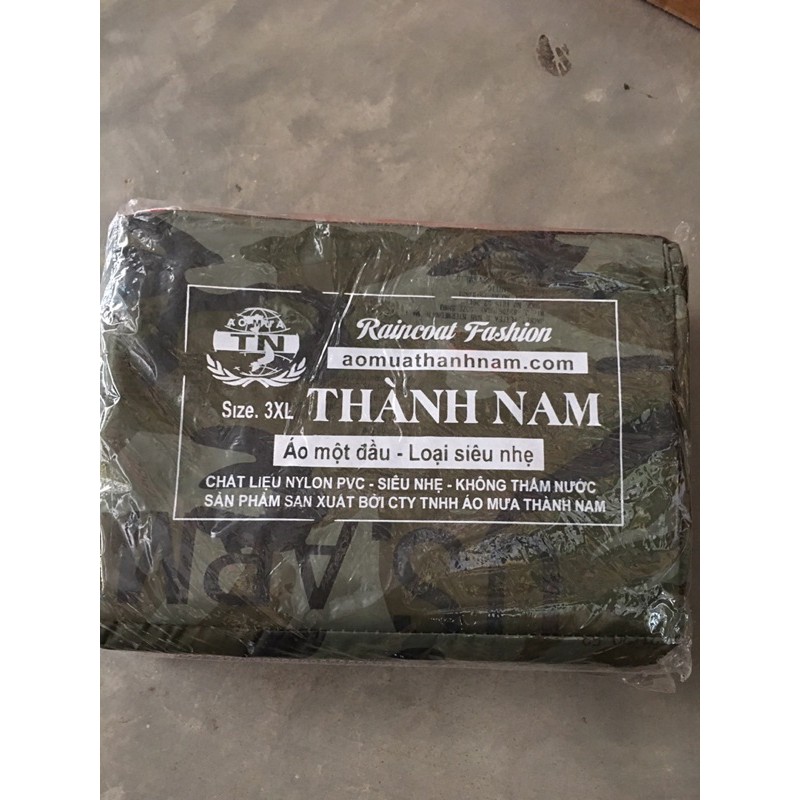 ÁO MƯA
TN
Raincoat Fashion
aomuathanhnam.com
Size. 3XL THÀNH NAM
Áo một đầu - Loại siêu nhẹ
CHẤT LIỆU NYLON PVC - SIÊU NHẸ - KHÔNG THẤM NƯỚC
SẢN PHẨM SẢN XUẤT BỞI CTY TNHH ÁO MƯA THÀNH NAM